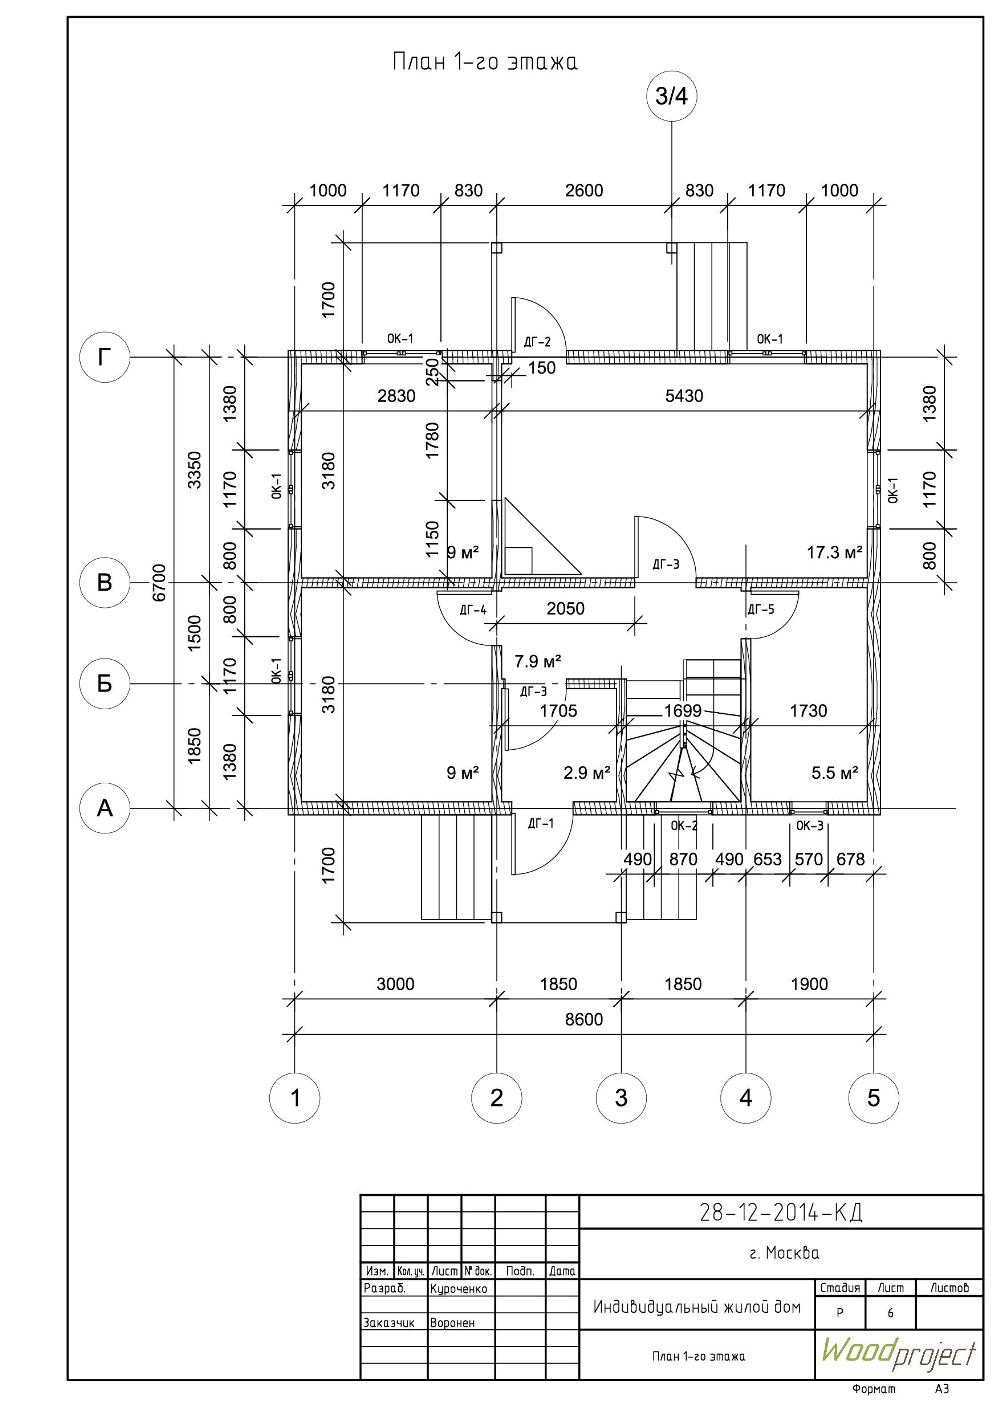 План 1-го этажа
3/4
1000 1170 830 2600 830 1170 1000
1700
ОК-1 ДГ-2 ОК-1
Г
250 150
2830 5430
1380 1380
1780
3350 3180
ОК-1 1170 ОК-1 1170
1150
800 9 м² ДГ-3 17.3 м² 800
В
6700
800 ДГ-4 2050 ДГ-5
1500
7.9 м²
1170 ОК-1
Б
3180 ДГ-3
1705 1699 1730
1850 1380
9 м² 2.9 м² 5.5 м²
А
ДГ-1 ОК-2 ОК-3
1700
490 870 490 653 570 678
3000 1850 1850 1900
8600
1 2 3 4 5
28-12-2014-КД
г. Москва
Изм. Кол.уч. Лист № док. Подп. Дата
Разраб. Куроченко
Заказчик Воронен
Индивидуальный жилой дом
Стадия Лист Листов
Р 6
План 1-го этажа
Woodproject
Формат А3